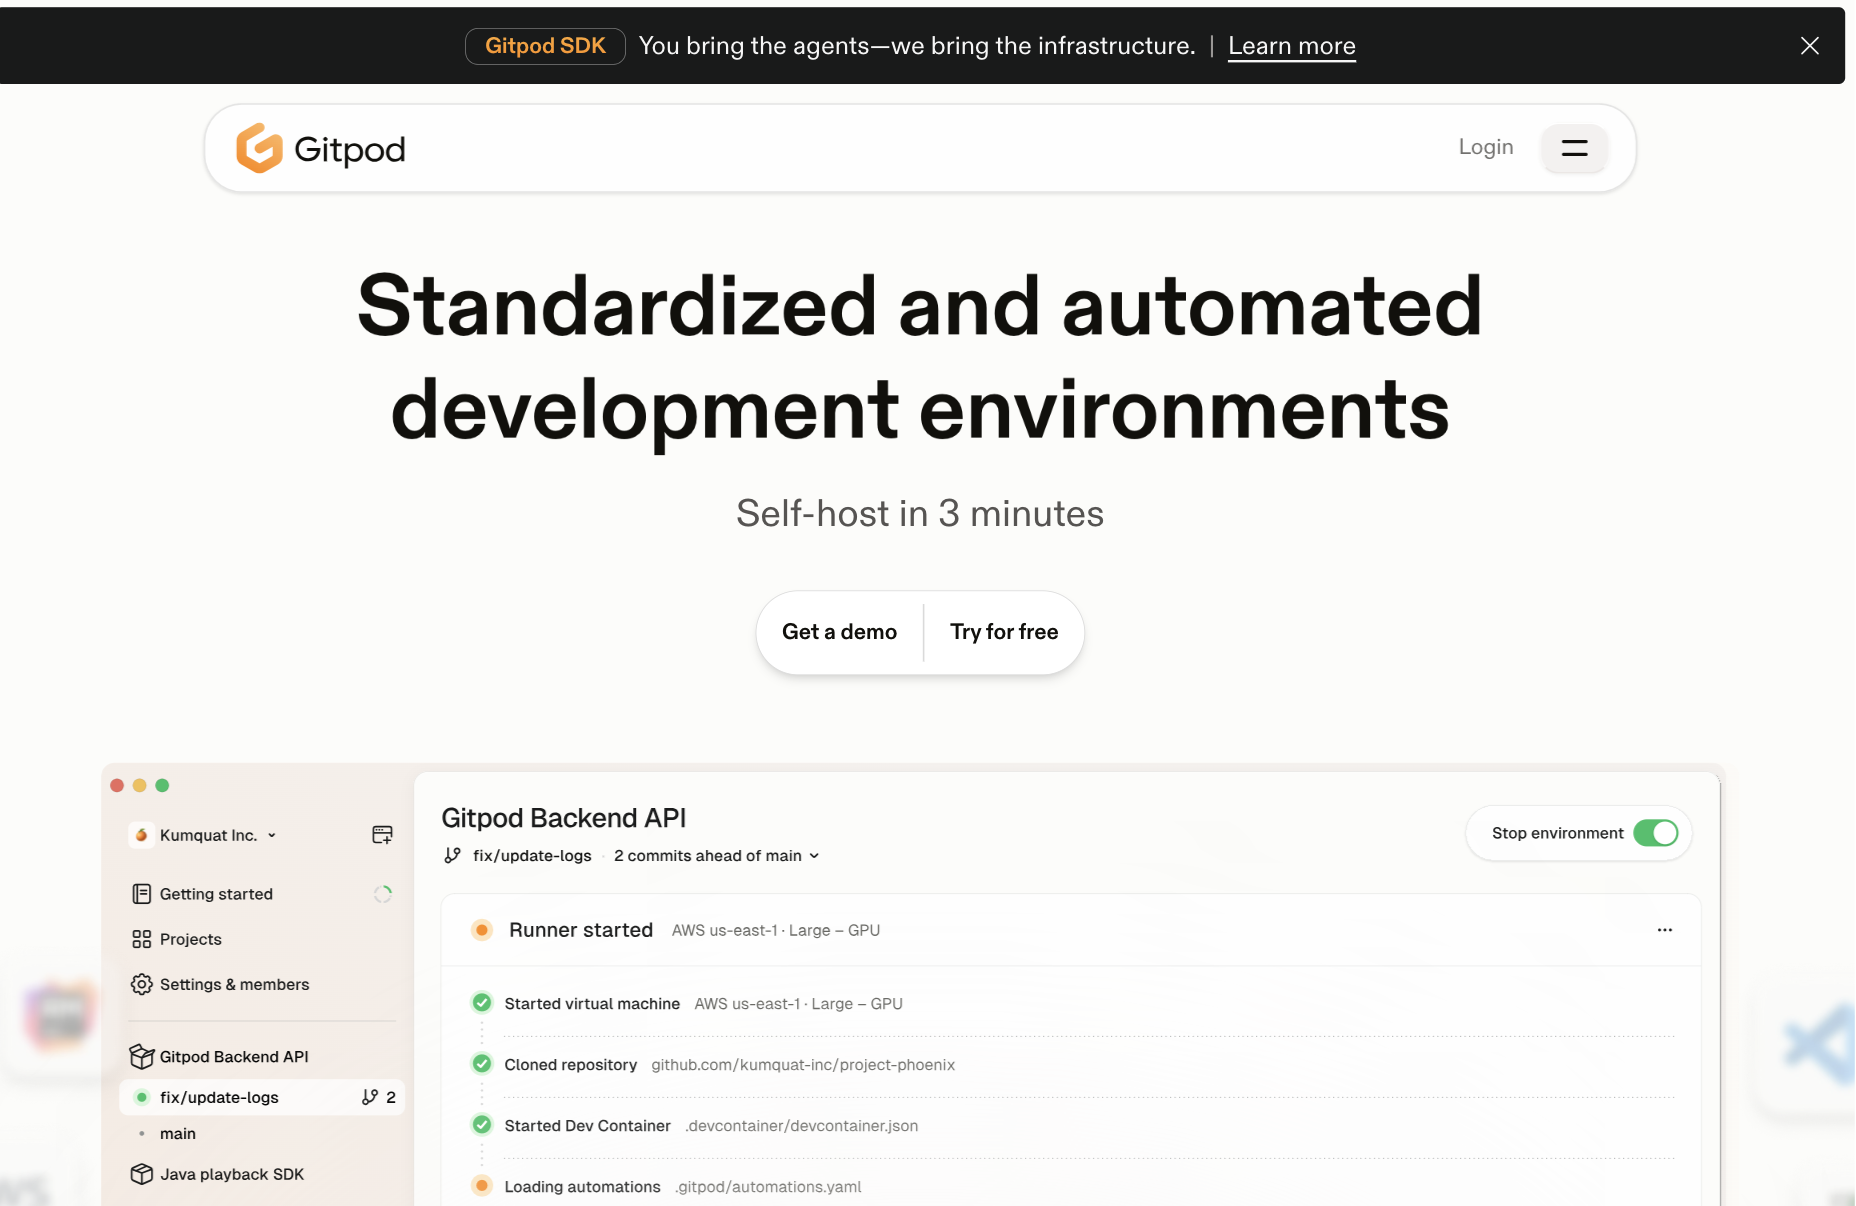 Gitpod SDK You bring the agents—we bring the infrastructure. | Learn more
Gitpod
Login
Standardized and automated
development environments
Self-host in 3 minutes
Get a demo
Try for free
Kumquat Inc.
Getting started
Projects
Settings & members
Gitpod Backend API
fix/update-logs 2
main
Java playback SDK
Gitpod Backend API
fix/update-logs · 2 commits ahead of main
Stop environment
Runner started AWS us-east-1 · Large – GPU
Started virtual machine AWS us-east-1 · Large – GPU
Cloned repository github.com/kumquat-inc/project-phoenix
Started Dev Container .devcontainer/devcontainer.json
Loading automations .gitpod/automations.yaml